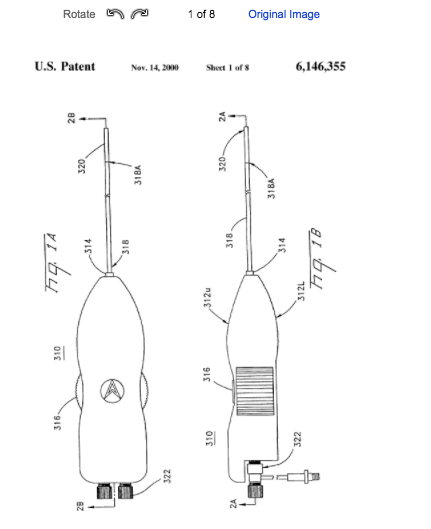 Rotate 1 of 8 Original Image
U.S. Patent Nov. 14, 2000 Sheet 1 of 8 6,146,355
2B
320
318A
fig. 1A
314
318
310
316
322
2B
2A
320
318A
318
314
fig. 1B
312u
312L
316
310
322
2A